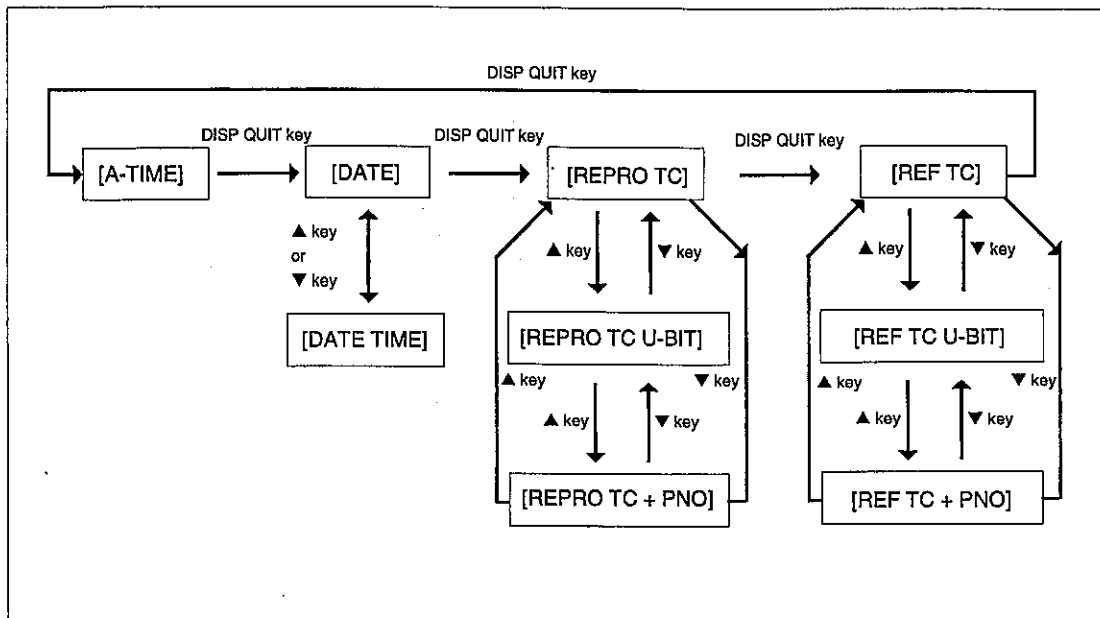 DISP QUIT key
DISP QUIT key
DISP QUIT key
DISP QUIT key
[A-TIME]
[DATE]
[REPRO TC]
[REF TC]
▲ key
or
▼ key
▲ key
▼ key
▲ key
▼ key
[DATE TIME]
[REPRO TC U-BIT]
[REF TC U-BIT]
▲ key
▼ key
▲ key
▼ key
▲ key
▼ key
▲ key
▼ key
[REPRO TC + PNO]
[REF TC + PNO]